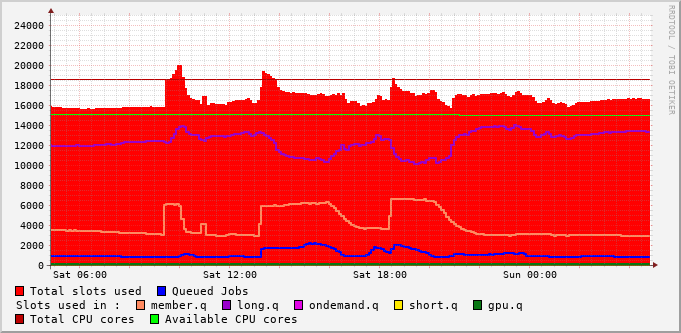 RRDTOOL / TOBI OETIKER
24000
22000
20000
18000
16000
14000
12000
10000
8000
6000
4000
2000
0
Sat 06:00 Sat 12:00 Sat 18:00 Sun 00:00
Total slots used Queued Jobs
Slots used in : member.q long.q ondemand.q short.q gpu.q
Total CPU cores Available CPU cores